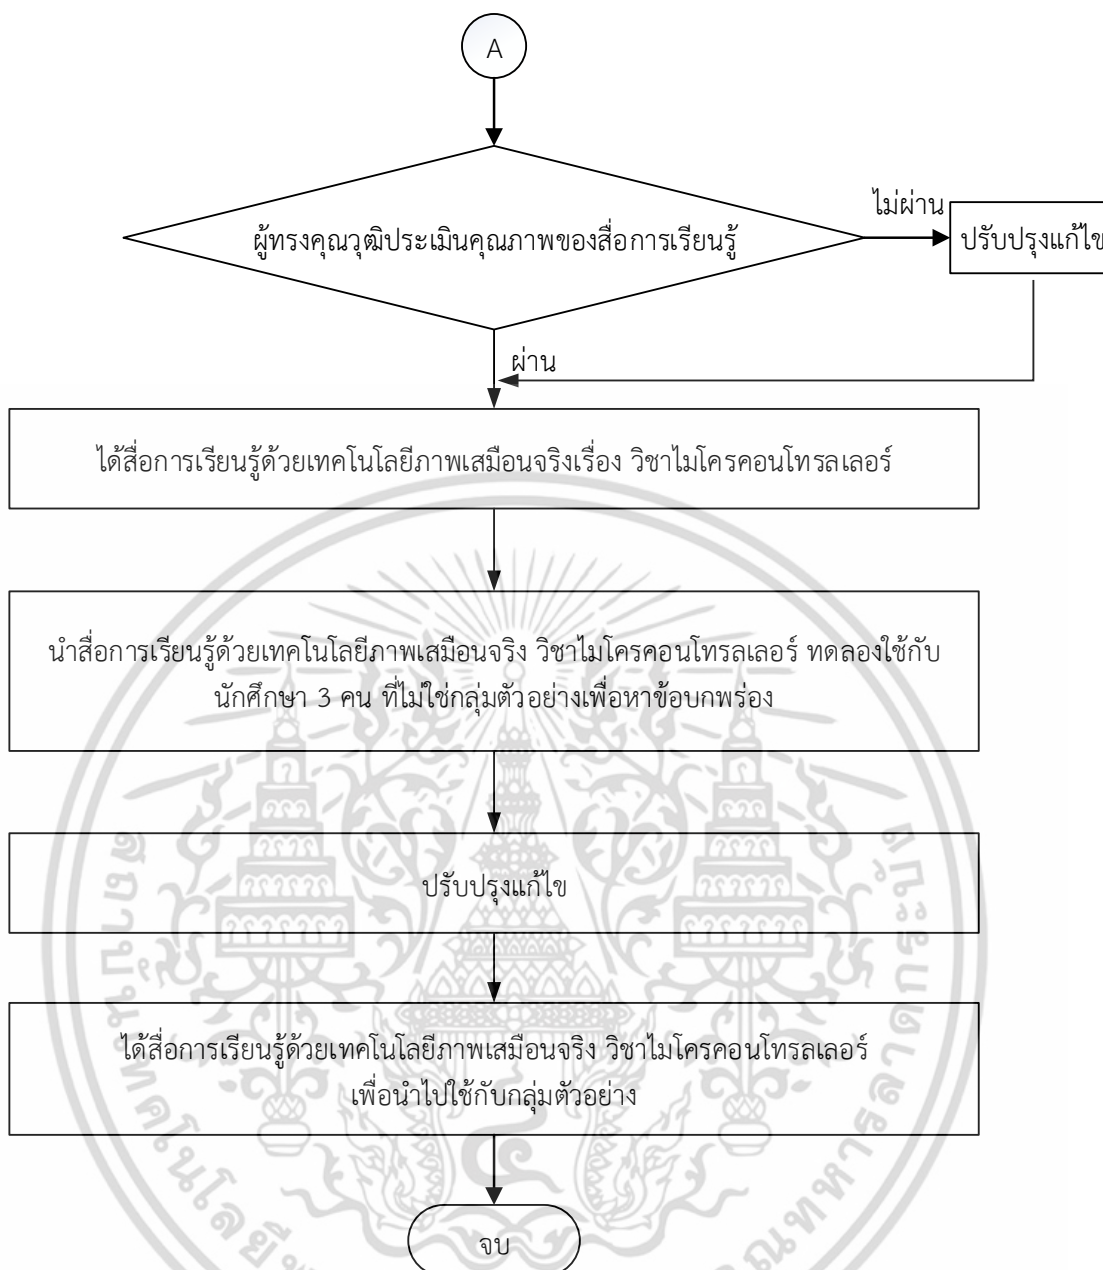 A
ผู้ทรงคุณวุฒิประเมินคุณภาพของสื่อการเรียนรู้
ไม่ผ่าน
ปรับปรุงแก้ไข
ผ่าน
ได้สื่อการเรียนรู้ด้วยเทคโนโลยีภาพเสมือนจริงเรื่อง วิชาไมโครคอนโทรลเลอร์
นำสื่อการเรียนรู้ด้วยเทคโนโลยีภาพเสมือนจริง วิชาไมโครคอนโทรลเลอร์ ทดลองใช้กับ
นักศึกษา 3 คน ที่ไม่ใช่กลุ่มตัวอย่างเพื่อหาข้อบกพร่อง
ปรับปรุงแก้ไข
ได้สื่อการเรียนรู้ด้วยเทคโนโลยีภาพเสมือนจริง วิชาไมโครคอนโทรลเลอร์
เพื่อนำไปใช้กับกลุ่มตัวอย่าง
จบ